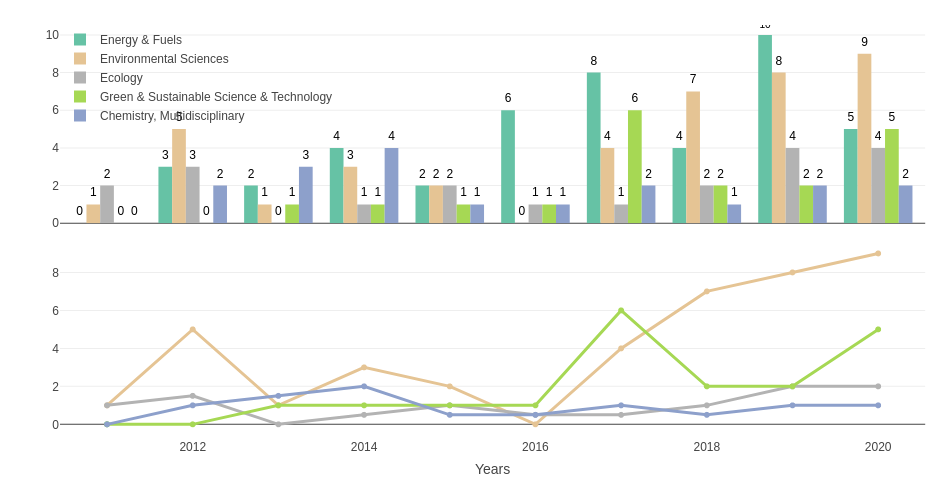 10
8
6
4
2
0
Energy & Fuels
Environmental Sciences
Ecology
Green & Sustainable Science & Technology
Chemistry, Multidisciplinary
0 1 2 0 0
3 5 3 0 2
2 1 0 1 3
4 3 1 1 4
2 2 2 1 1
6 0 1 1 1
8 4 1 6 2
4 7 2 2 1
10 8 4 2 2
5 9 4 5 2
8
6
4
2
0
2012 2014 2016 2018 2020
Years